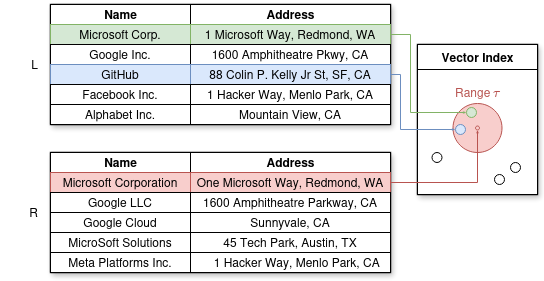 Name Address
Microsoft Corp. 1 Microsoft Way, Redmond, WA
Google Inc. 1600 Amphitheatre Pkwy, CA
L GitHub 88 Colin P. Kelly Jr St, SF, CA
Facebook Inc. 1 Hacker Way, Menlo Park, CA
Alphabet Inc. Mountain View, CA
Vector Index
Range τ
Name Address
Microsoft Corporation One Microsoft Way, Redmond, WA
Google LLC 1600 Amphitheatre Parkway, CA
R Google Cloud Sunnyvale, CA
MicroSoft Solutions 45 Tech Park, Austin, TX
Meta Platforms Inc. 1 Hacker Way, Menlo Park, CA